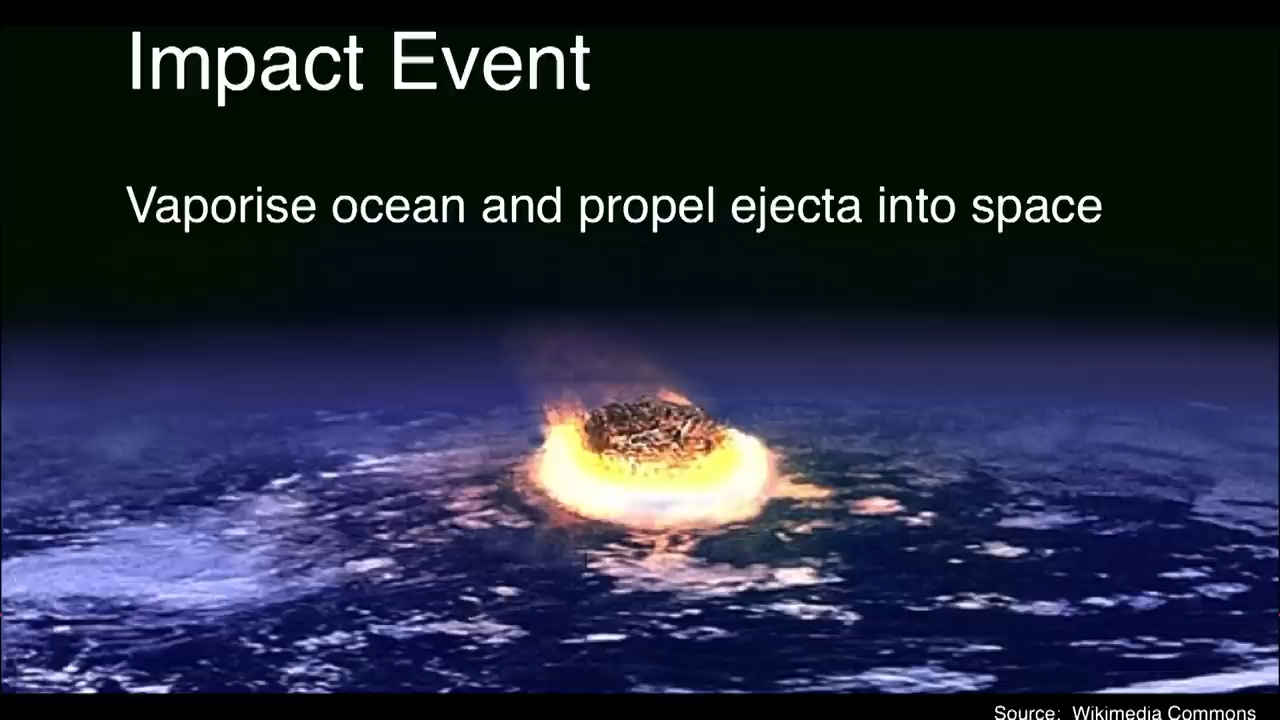 Impact Event
Vaporise ocean and propel ejecta into space
Source: Wikimedia Commons